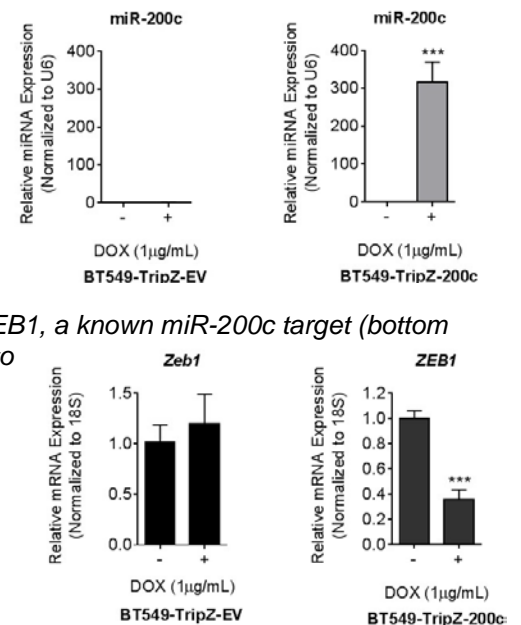 miR-200c
miR-200c
Relative miRNA Expression
(Normalized to U6)
400
300
200
100
0
- +
DOX (1μg/mL)
BT549-TripZ-EV
Relative miRNA Expression
(Normalized to U6)
400
300
200
100
0
***
- +
DOX (1μg/mL)
BT549-TripZ-200c
EB1, a known miR-200c target (bottom
Zeb1
ZEB1
Relative mRNA Expression
(Normalized to 18S)
1.5
1.0
0.5
0.0
- +
DOX (1μg/mL)
BT549-TripZ-EV
Relative mRNA Expression
(Normalized to 18S)
1.2
1.0
0.8
0.6
0.4
0.2
0.0
***
- +
DOX (1μg/mL)
BT549-TripZ-200c